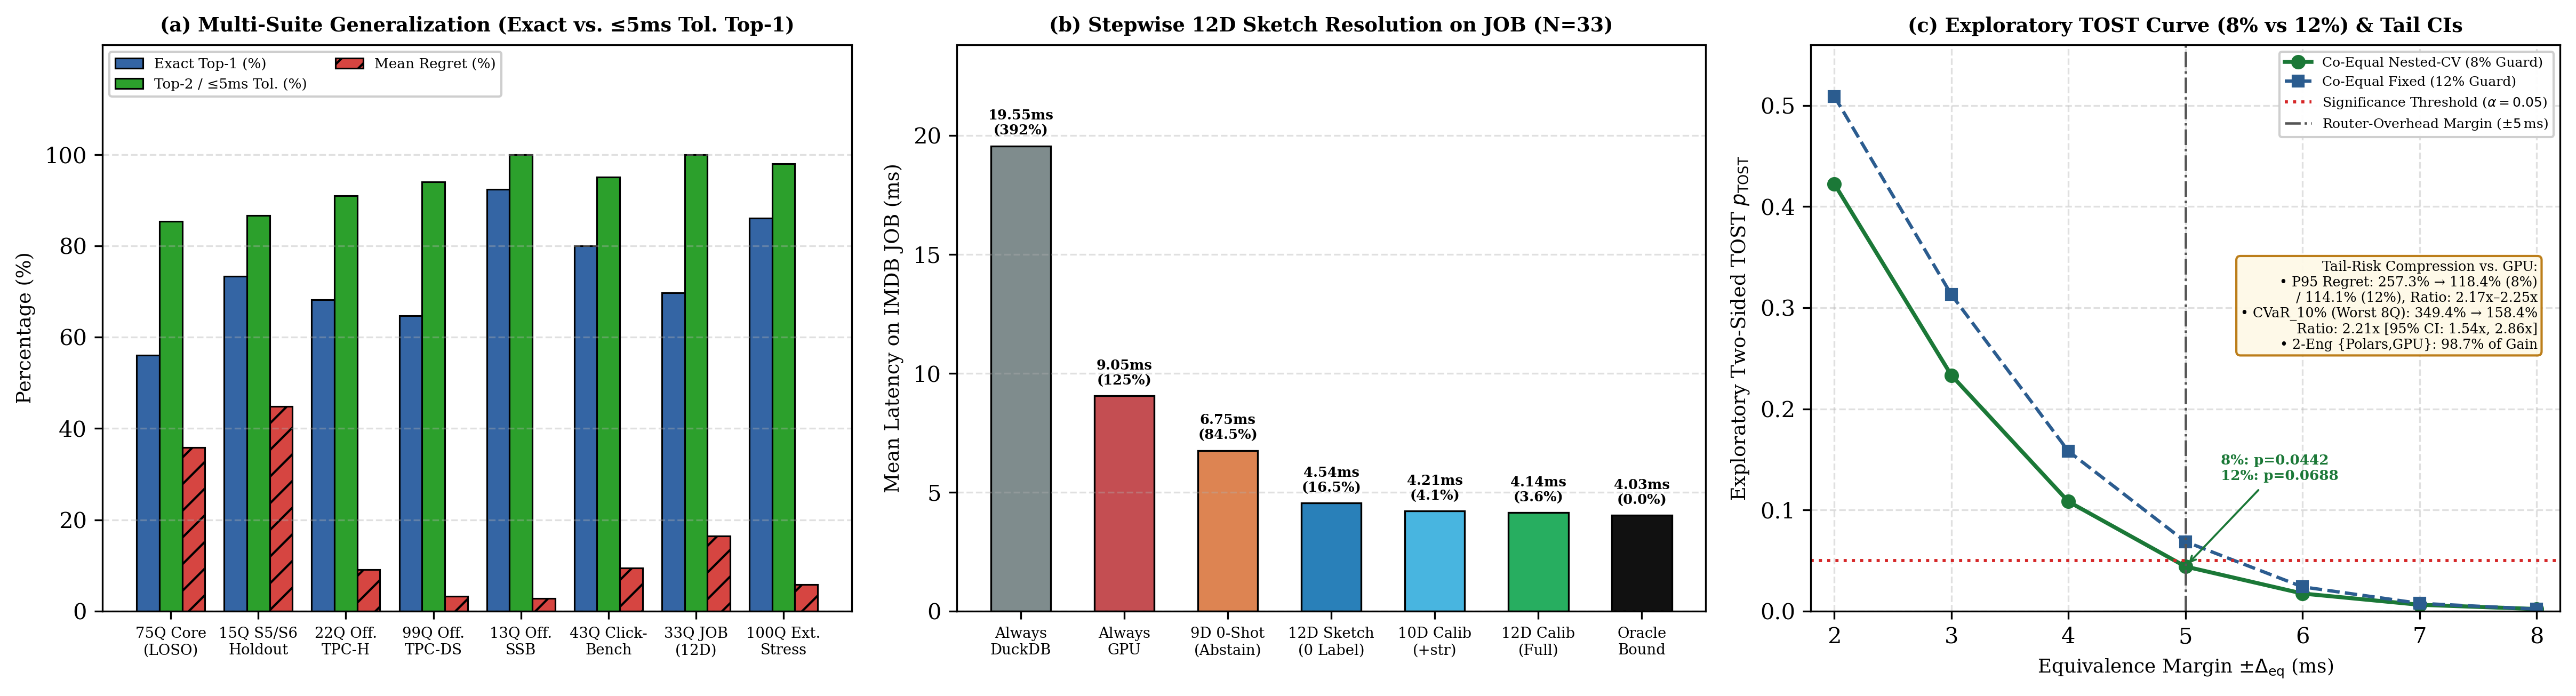 (a) Multi-Suite Generalization (Exact vs. ≤5ms Tol. Top-1)
Exact Top-1 (%)
Top-2 / ≤5ms Tol. (%)
Mean Regret (%)
Percentage (%)
100
80
60
40
20
0
75Q Core
(LOSO)
15Q S5/S6
Holdout
22Q Off.
TPC-H
99Q Off.
TPC-DS
13Q Off.
SSB
43Q Click-
Bench
33Q JOB
(12D)
100Q Ext.
Stress
(b) Stepwise 12D Sketch Resolution on JOB (N=33)
Mean Latency on IMDB JOB (ms)
20
15
10
5
0
19.55ms
(392%)
9.05ms
(125%)
6.75ms
(84.5%)
4.54ms
(16.5%)
4.21ms
(4.1%)
4.14ms
(3.6%)
4.03ms
(0.0%)
Always
DuckDB
Always
GPU
9D 0-Shot
(Abstain)
12D Sketch
(0 Label)
10D Calib
(+str)
12D Calib
(Full)
Oracle
Bound
(c) Exploratory TOST Curve (8% vs 12%) & Tail CIs
Co-Equal Nested-CV (8% Guard)
Co-Equal Fixed (12% Guard)
Significance Threshold (α = 0.05)
Router-Overhead Margin (±5 ms)
Exploratory Two-Sided TOST pTOST
0.5
0.4
0.3
0.2
0.1
0.0
Tail-Risk Compression vs. GPU:
• P95 Regret: 257.3% → 118.4% (8%)
/ 114.1% (12%), Ratio: 2.17x–2.25x
• CVaR_10% (Worst 8Q): 349.4% → 158.4%
Ratio: 2.21x [95% CI: 1.54x, 2.86x]
• 2-Eng {Polars,GPU}: 98.7% of Gain
8%: p=0.0442
12%: p=0.0688
2
3
4
5
6
7
8
Equivalence Margin ±Δeq (ms)